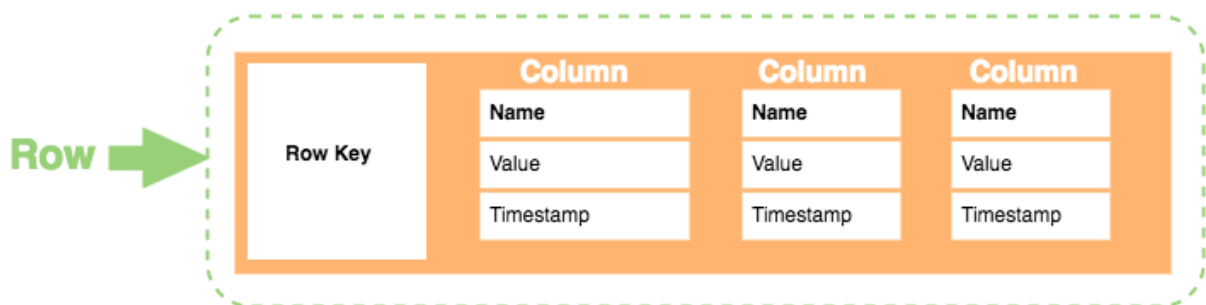 Row
Row Key
Column
Name
Value
Timestamp
Column
Name
Value
Timestamp
Column
Name
Value
Timestamp